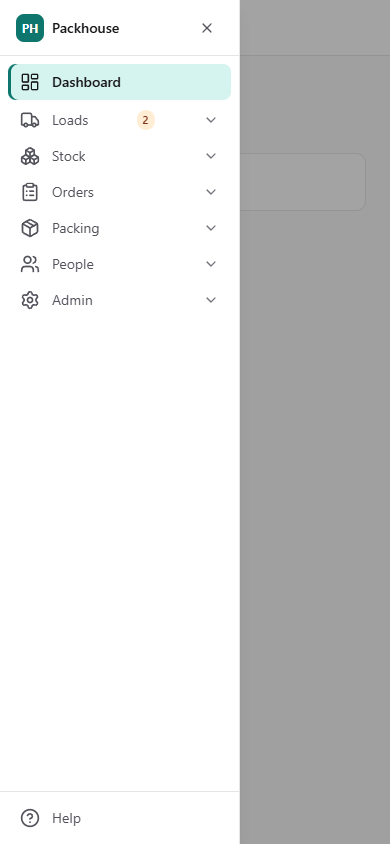 PH Packhouse
Dashboard
Loads 2
Stock
Orders
Packing
People
Admin
Help